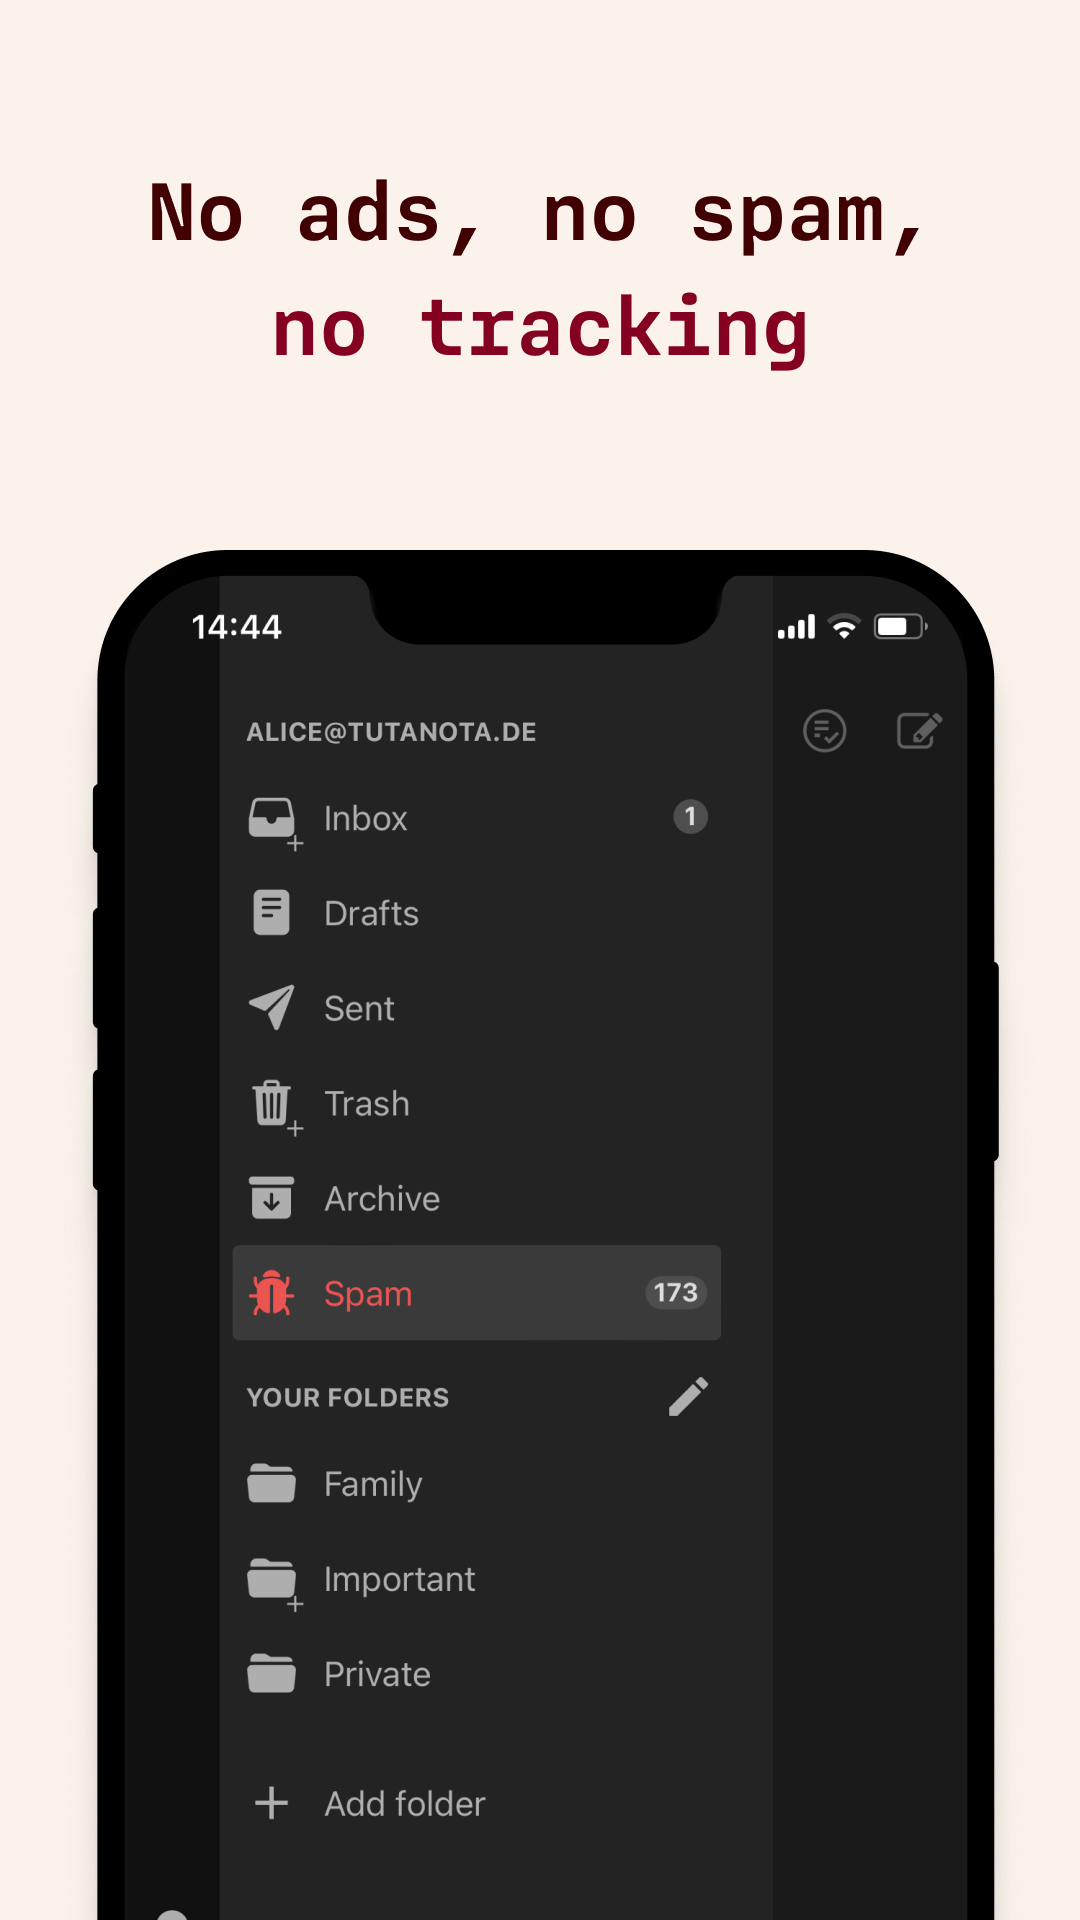 No ads, no spam,
no tracking
14:44
ALICE@TUTANOTA.DE
Inbox 1
Drafts
Sent
Trash
Archive
Spam 173
YOUR FOLDERS
Family
Important
Private
Add folder